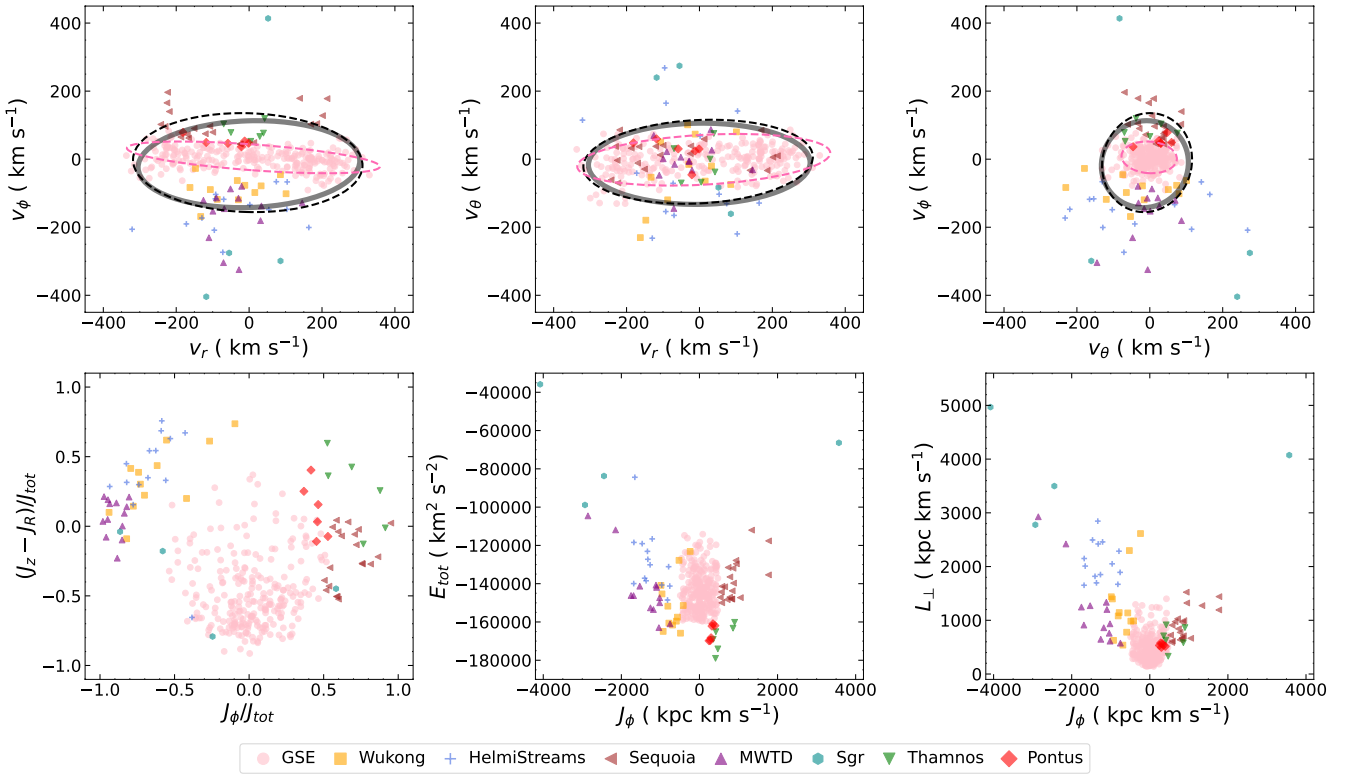 400
200
0
−200
−400
v_ϕ ( km s⁻¹)
−400 −200 0 200 400
v_r ( km s⁻¹)
400
200
0
−200
−400
v_θ ( km s⁻¹)
−400 −200 0 200 400
v_r ( km s⁻¹)
400
200
0
−200
−400
v_ϕ ( km s⁻¹)
−400 −200 0 200 400
v_θ ( km s⁻¹)
1.0
0.5
0.0
−0.5
−1.0
(J_z − J_R)/J_tot
−1.0 −0.5 0.0 0.5 1.0
J_ϕ/J_tot
−40000
−60000
−80000
−100000
−120000
−140000
−160000
−180000
E_tot ( km² s⁻²)
−4000 −2000 0 2000 4000
J_ϕ ( kpc km s⁻¹)
5000
4000
3000
2000
1000
0
L_⊥ ( kpc km s⁻¹)
−4000 −2000 0 2000 4000
J_ϕ ( kpc km s⁻¹)
GSE Wukong HelmiStreams Sequoia MWTD Sgr Thamnos Pontus